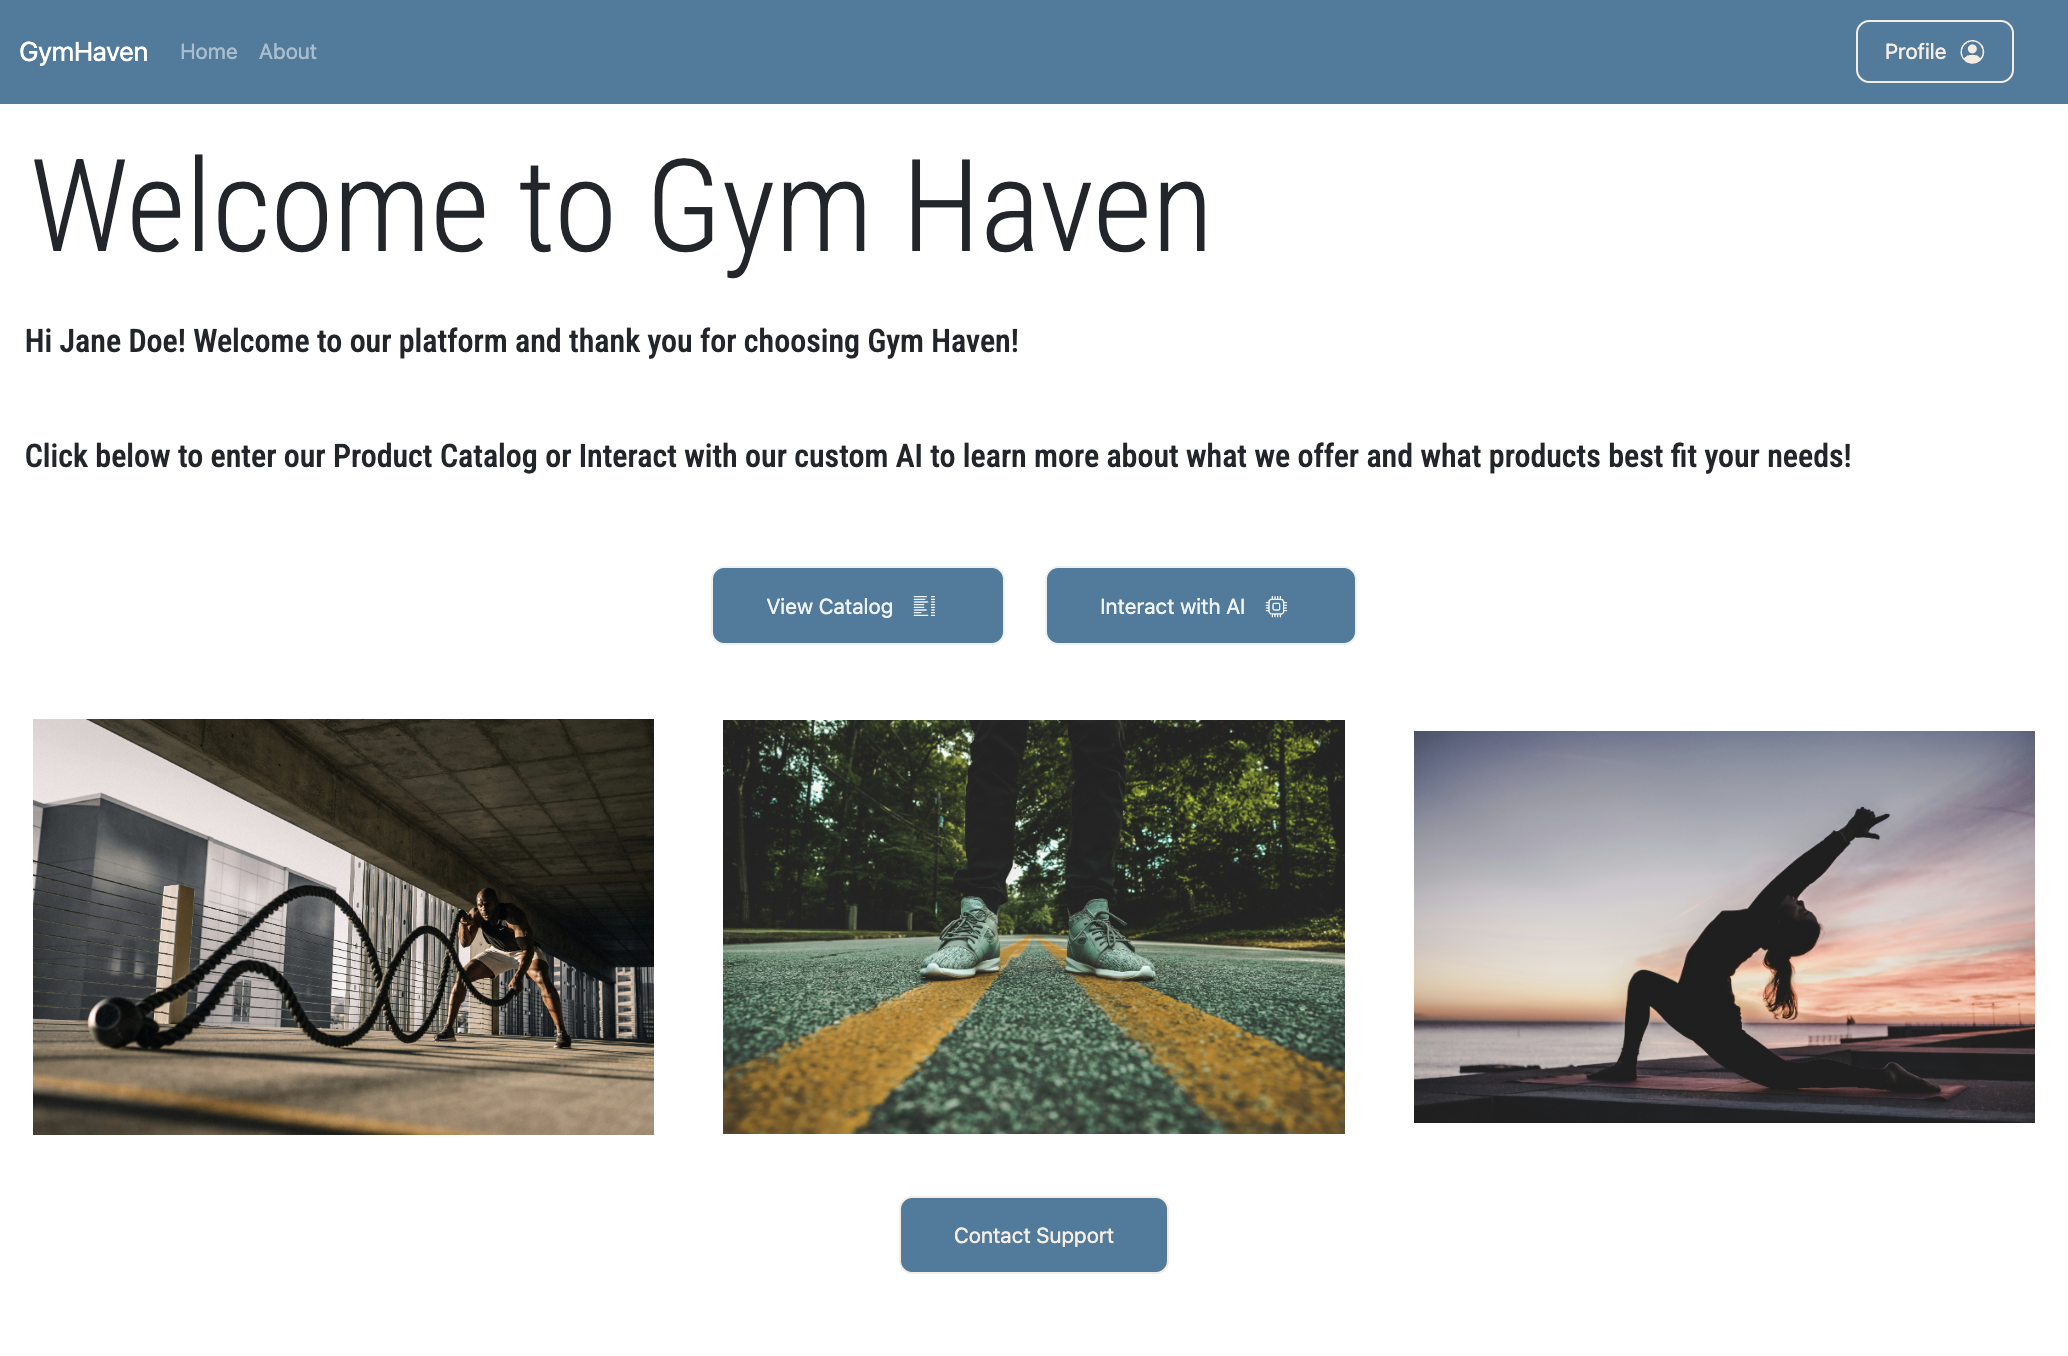 GymHaven Home About Profile
Welcome to Gym Haven
Hi Jane Doe! Welcome to our platform and thank you for choosing Gym Haven!
Click below to enter our Product Catalog or Interact with our custom AI to learn more about what we offer and what products best fit your needs!
View Catalog Interact with AI
Contact Support